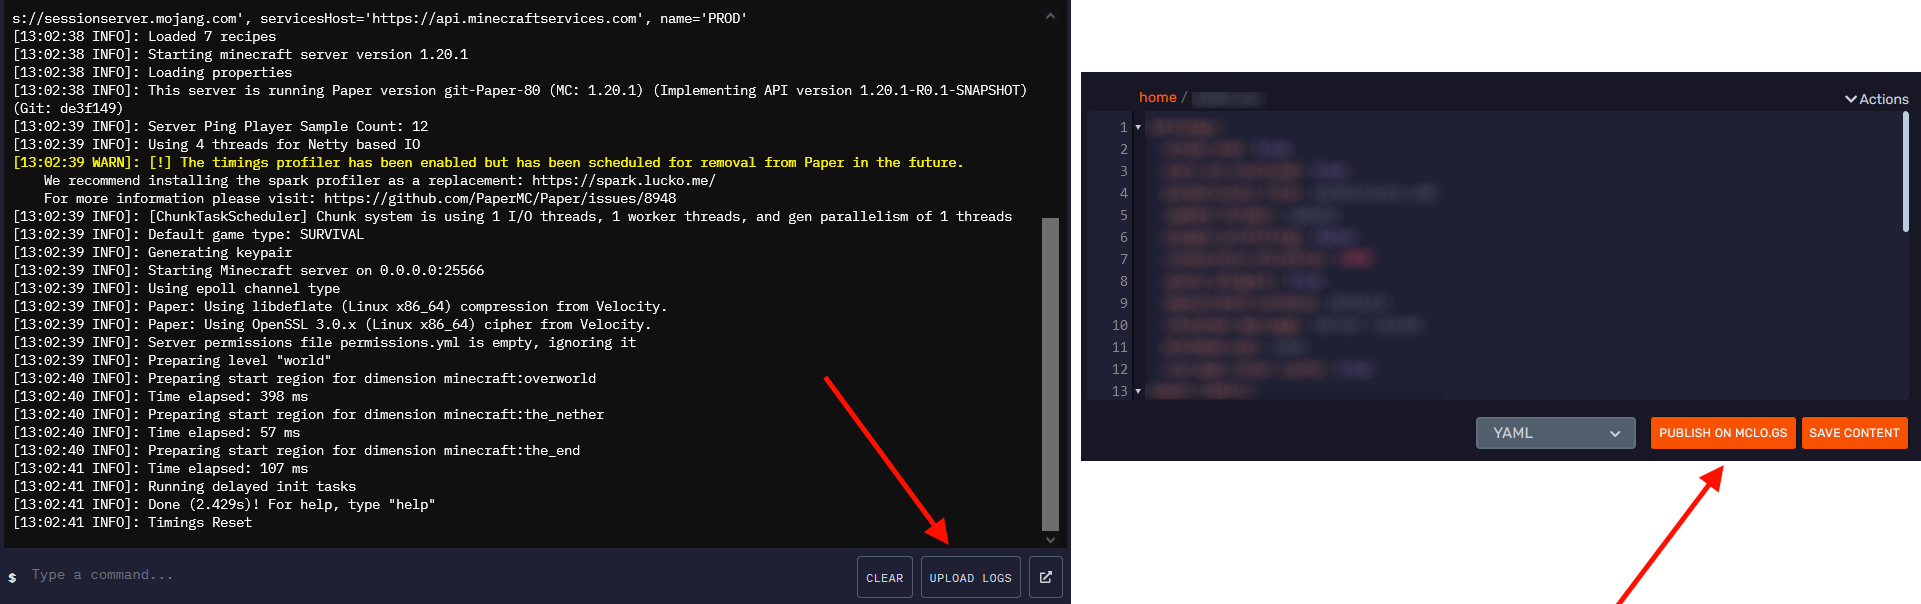 s://sessionserver.mojang.com', servicesHost='https://api.minecraftservices.com', name='PROD'
[13:02:38 INFO]: Loaded 7 recipes
[13:02:38 INFO]: Starting minecraft server version 1.20.1
[13:02:38 INFO]: Loading properties
[13:02:38 INFO]: This server is running Paper version git-Paper-80 (MC: 1.20.1) (Implementing API version 1.20.1-R0.1-SNAPSHOT)
(Git: de3f149)
[13:02:39 INFO]: Server Ping Player Sample Count: 12
[13:02:39 INFO]: Using 4 threads for Netty based IO
[13:02:39 WARN]: [!] The timings profiler has been enabled but has been scheduled for removal from Paper in the future.
We recommend installing the spark profiler as a replacement: https://spark.lucko.me/
For more information please visit: https://github.com/PaperMC/Paper/issues/8948
[13:02:39 INFO]: [ChunkTaskScheduler] Chunk system is using 1 I/O threads, 1 worker threads, and gen parallelism of 1 threads
[13:02:39 INFO]: Default game type: SURVIVAL
[13:02:39 INFO]: Generating keypair
[13:02:39 INFO]: Starting Minecraft server on 0.0.0.0:25566
[13:02:39 INFO]: Using epoll channel type
[13:02:39 INFO]: Paper: Using libdeflate (Linux x86_64) compression from Velocity.
[13:02:39 INFO]: Paper: Using OpenSSL 3.0.x (Linux x86_64) cipher from Velocity.
[13:02:39 INFO]: Server permissions file permissions.yml is empty, ignoring it
[13:02:39 INFO]: Preparing level "world"
[13:02:40 INFO]: Preparing start region for dimension minecraft:overworld
[13:02:40 INFO]: Time elapsed: 398 ms
[13:02:40 INFO]: Preparing start region for dimension minecraft:the_nether
[13:02:40 INFO]: Time elapsed: 57 ms
[13:02:40 INFO]: Preparing start region for dimension minecraft:the_end
[13:02:41 INFO]: Time elapsed: 107 ms
[13:02:41 INFO]: Running delayed init tasks
[13:02:41 INFO]: Done (2.429s)! For help, type "help"
[13:02:41 INFO]: Timings Reset
$ Type a command...
CLEAR
UPLOAD LOGS
home /
Actions
1
2
3
4
5
6
7
8
9
10
11
12
13
YAML
PUBLISH ON MCLO.GS
SAVE CONTENT